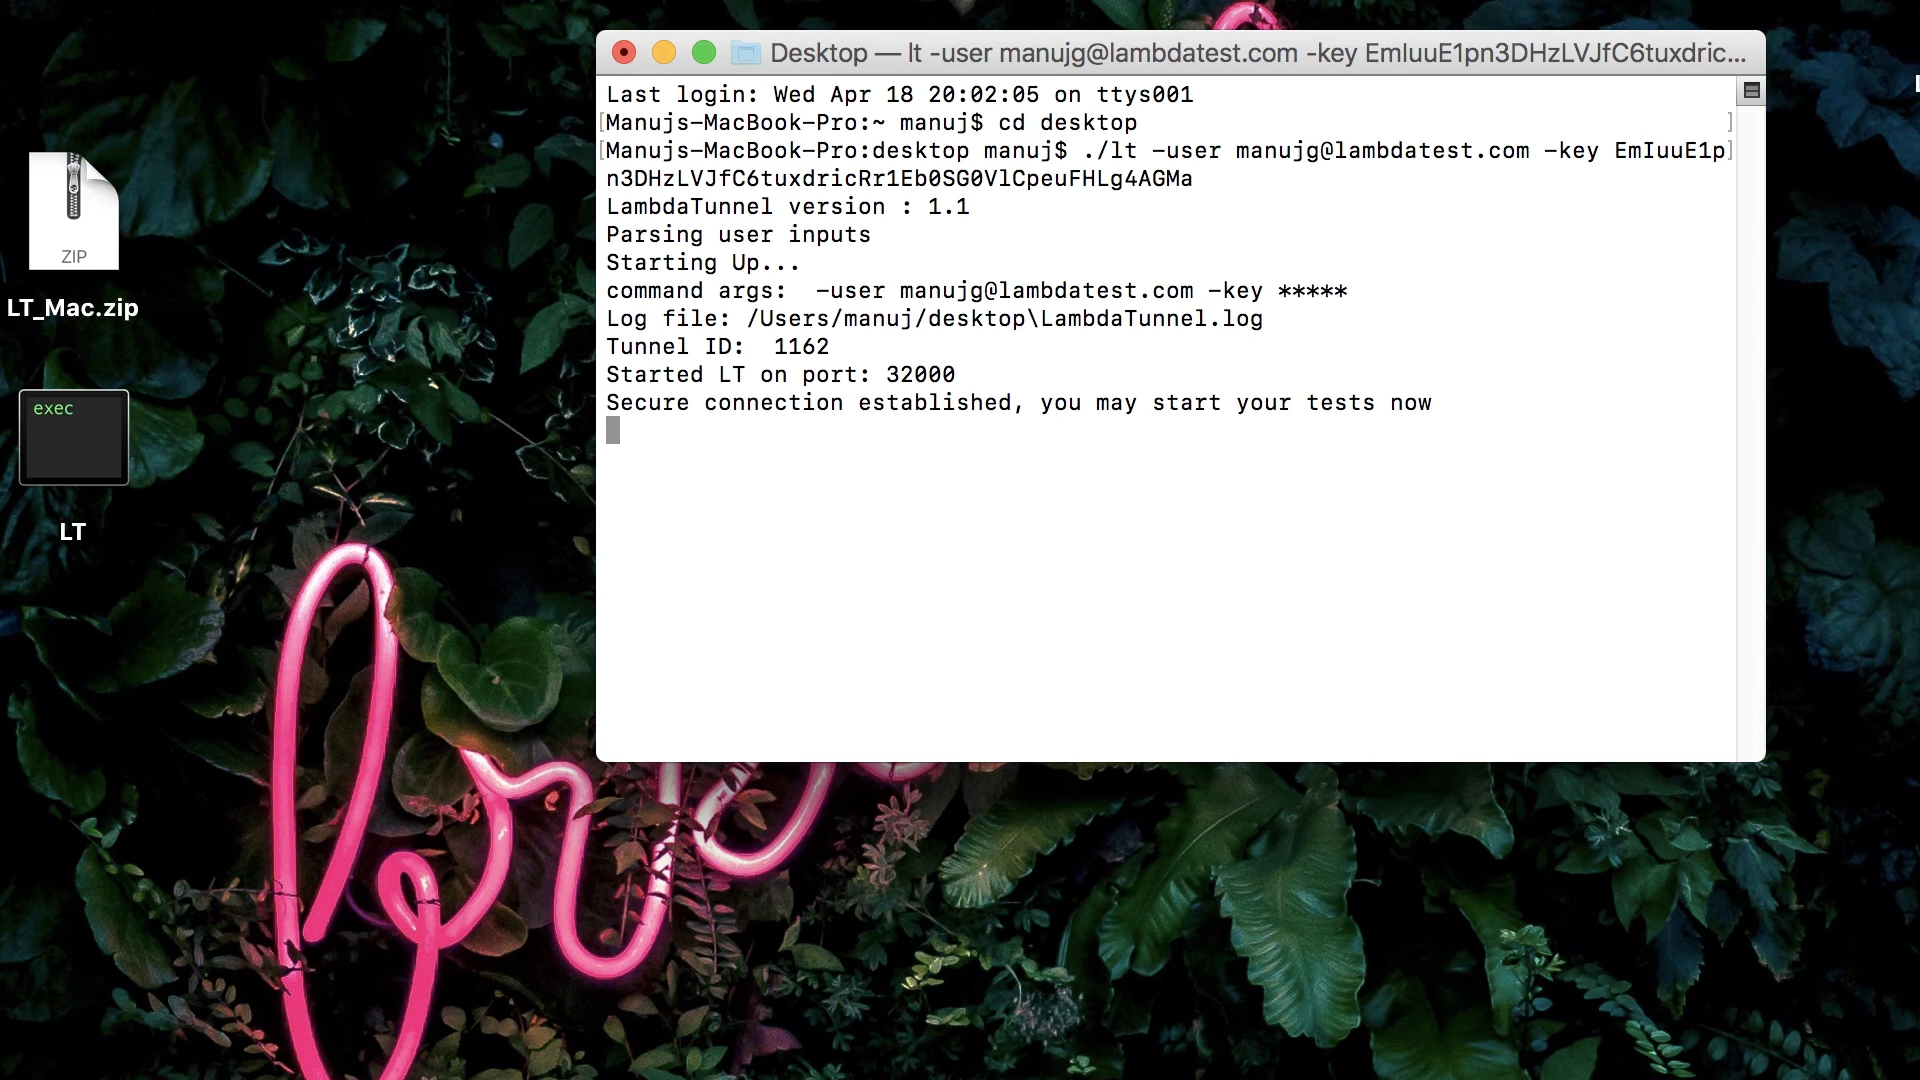 Desktop — lt -user manujg@lambdatest.com -key EmIuuE1pn3DHzLVJfC6tuxdric...
Last login: Wed Apr 18 20:02:05 on ttys001
[Manujs-MacBook-Pro:~ manuj$ cd desktop ]
[Manujs-MacBook-Pro:desktop manuj$ ./lt -user manujg@lambdatest.com -key EmIuuE1p]
n3DHzLVJfC6tuxdricRr1Eb0SG0VlCpeuFHLg4AGMa
LambdaTunnel version : 1.1
Parsing user inputs
Starting Up...
command args:  -user manujg@lambdatest.com -key *****
Log file: /Users/manuj/desktop\LambdaTunnel.log
Tunnel ID:  1162
Started LT on port: 32000
Secure connection established, you may start your tests now
ZIP
LT_Mac.zip
exec
LT